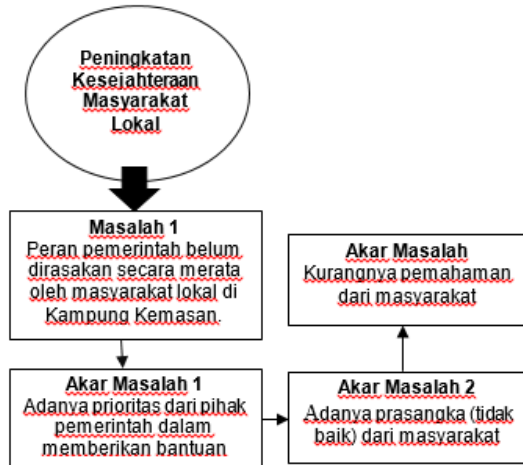 Peningkatan
Kesejahteraan
Masyarakat
Lokal
Masalah 1
Peran pemerintah belum
dirasakan secara merata
oleh masyarakat lokal di
Kampung Kemasan.
Akar Masalah 1
Adanya prioritas dari pihak
pemerintah dalam
memberikan bantuan
Akar Masalah 2
Adanya prasangka (tidak
baik) dari masyarakat
Akar Masalah
Kurangnya pemahaman
dari masyarakat